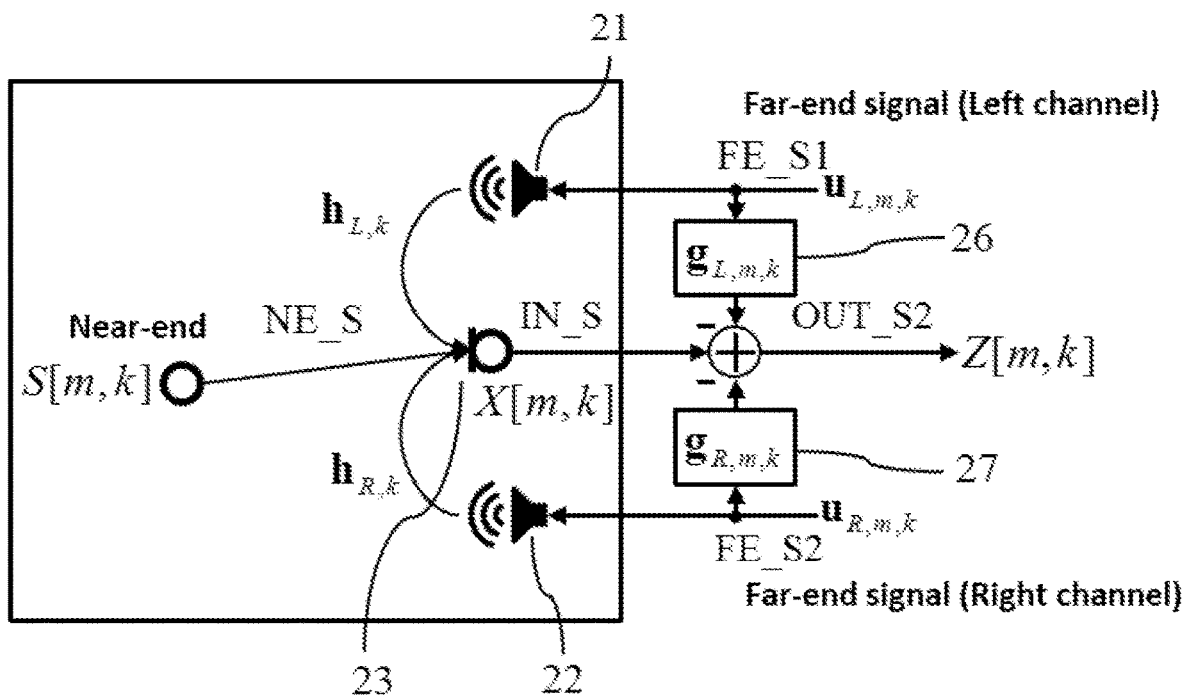 21
Far-end signal (Left channel)
FE_S1
u_{L,m,k}
h_{L,k}
g_{L,m,k}
26
Near-end
NE_S
IN_S
OUT_S2
S[m,k]
X[m,k]
Z[m,k]
h_{R,k}
g_{R,m,k}
27
u_{R,m,k}
FE_S2
Far-end signal (Right channel)
23
22